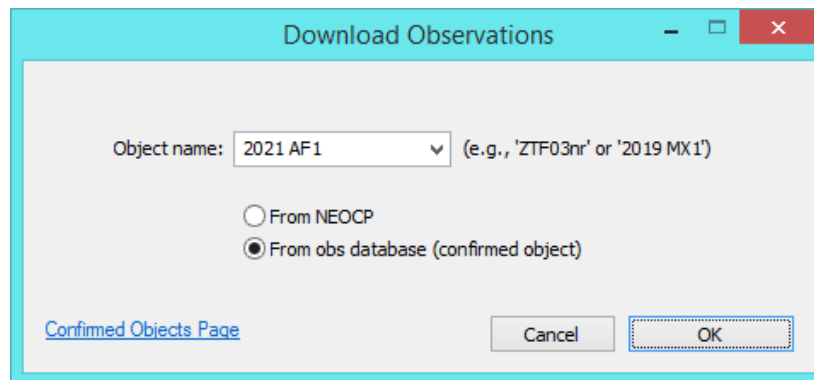 Download Observations
Object name: 2021 AF1 (e.g., 'ZTF03nr' or '2019 MX1')
From NEOCP
From obs database (confirmed object)
Confirmed Objects Page Cancel OK